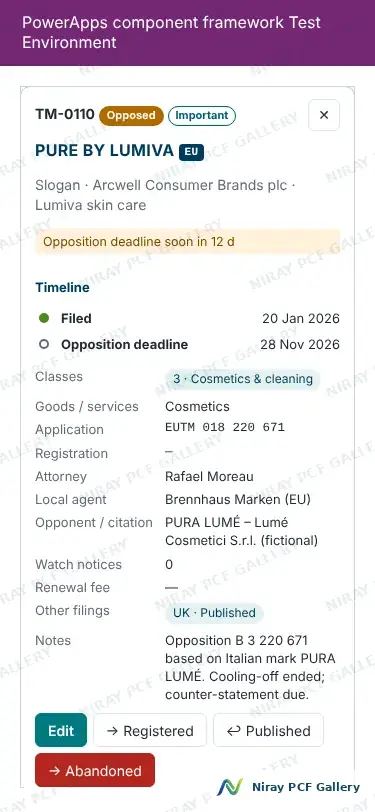 PowerApps component framework Test
Environment
TM-0110 Opposed Important ×
PURE BY LUMIVA EU
Slogan · Arcwell Consumer Brands plc ·
Lumiva skin care
Opposition deadline soon in 12 d
Timeline
Filed 20 Jan 2026
Opposition deadline 28 Nov 2026
Classes 3 · Cosmetics & cleaning
Goods / services Cosmetics
Application EUTM 018 220 671
Registration —
Attorney Rafael Moreau
Local agent Brennhaus Marken (EU)
Opponent / citation PURA LUMÉ – Lumé
Cosmetici S.r.l. (fictional)
Watch notices 0
Renewal fee —
Other filings UK · Published
Notes Opposition B 3 220 671
based on Italian mark PURA
LUMÉ. Cooling-off ended;
counter-statement due.
Edit → Registered ↩ Published
→ Abandoned
Niray PCF Gallery
NIRAY PCF GALLERY